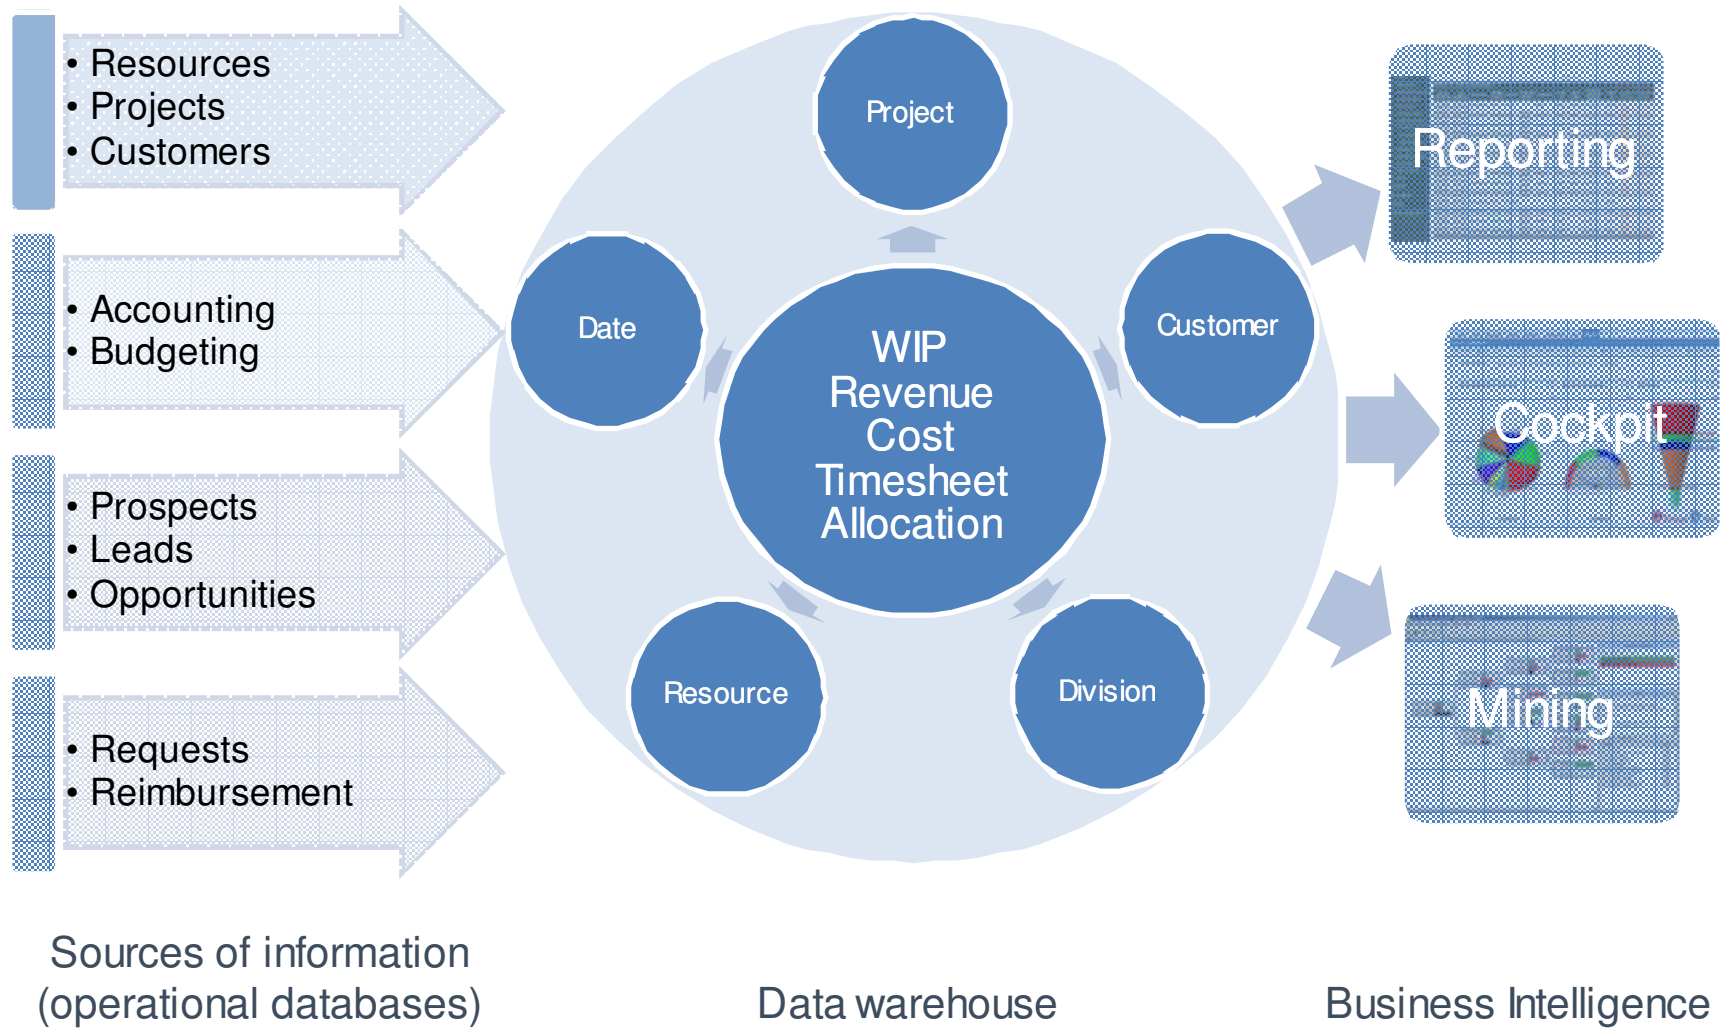 • Resources
• Projects
• Customers
• Accounting
• Budgeting
• Prospects
• Leads
• Opportunities
• Requests
• Reimbursement
Sources of information
(operational databases)
Project
Date
Customer
WIP
Revenue
Cost
Timesheet
Allocation
Resource
Division
Data warehouse
Reporting
Cockpit
Mining
Business Intelligence